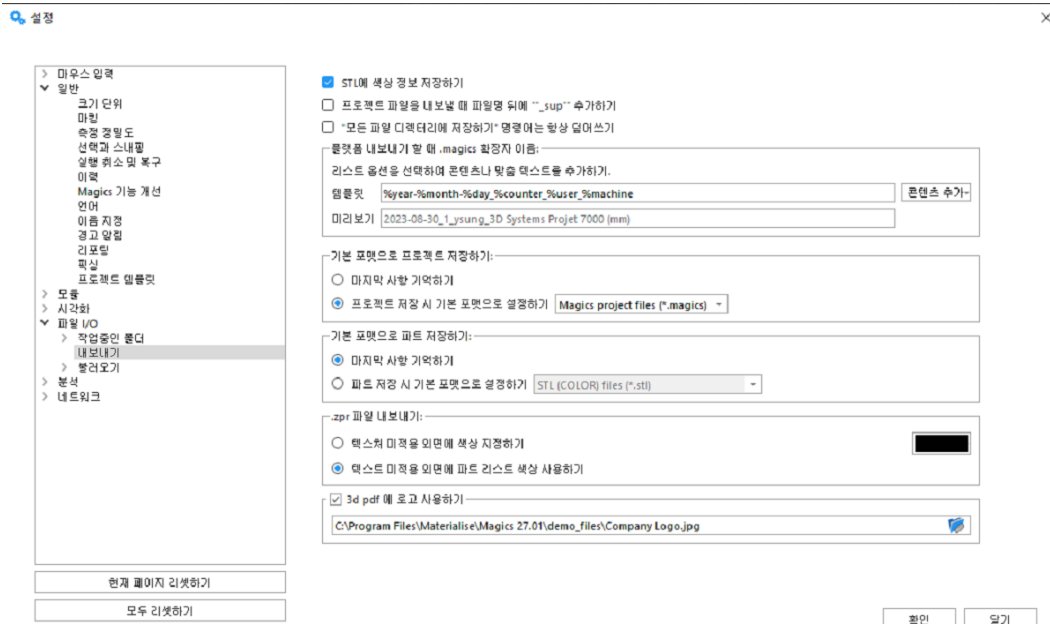 설정
마우스 입력
일반
크기 단위
마킹
측정 정밀도
선택과 스내핑
실행 취소 및 복구
이력
Magics 기능 개선
언어
이름 지정
경고 알림
리포팅
픽싱
프로젝트 템플릿
모듈
시각화
파일 I/O
작업중인 폴더
내보내기
불러오기
분석
네트워크
현재 페이지 리셋하기
모두 리셋하기
STL에 색상 정보 저장하기
프로젝트 파일을 내보낼 때 파일명 뒤에 ""_sup"" 추가하기
"모든 파일 디렉터리에 저장하기" 명령에는 항상 덮어쓰기
플랫폼 내보내기 할 때 .magics 확장자 이름:
리스트 옵션을 선택하여 콘텐츠나 맞춤 텍스트를 추가하기.
템플릿 %year-%month-%day_%counter_%user_%machine 콘텐츠 추가
미리보기 2023-08-30_1_ysung_3D Systems Projet 7000 (mm)
기본 포맷으로 프로젝트 저장하기:
마지막 사항 기억하기
프로젝트 저장 시 기본 포맷으로 설정하기 Magics project files (*.magics)
기본 포맷으로 파트 저장하기:
마지막 사항 기억하기
파트 저장 시 기본 포맷으로 설정하기 STL (COLOR) files (*.stl)
.zpr 파일 내보내기:
텍스처 미적용 외면에 색상 지정하기
텍스트 미적용 외면에 파트 리스트 색상 사용하기
3d pdf 에 로고 사용하기
C:\Program Files\Materialise\Magics 27.01\demo_files\Company Logo.jpg
확인 닫기